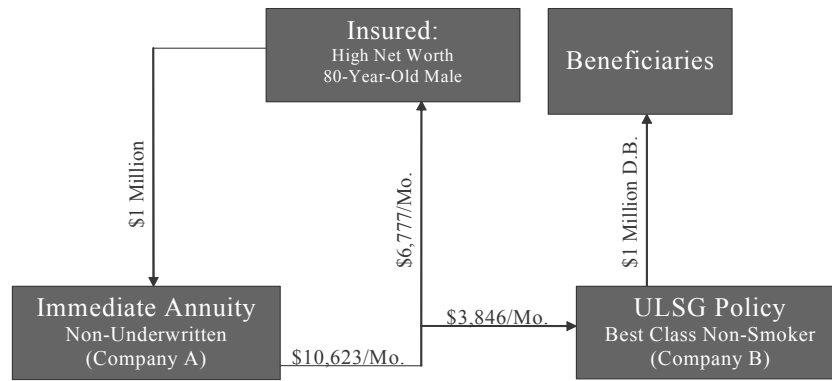 Insured:
High Net Worth
80-Year-Old Male
Beneficiaries
$1 Million
$6,777/Mo.
$1 Million D.B.
Immediate Annuity
Non-Underwritten
(Company A)
$10,623/Mo.
$3,846/Mo.
ULSG Policy
Best Class Non-Smoker
(Company B)